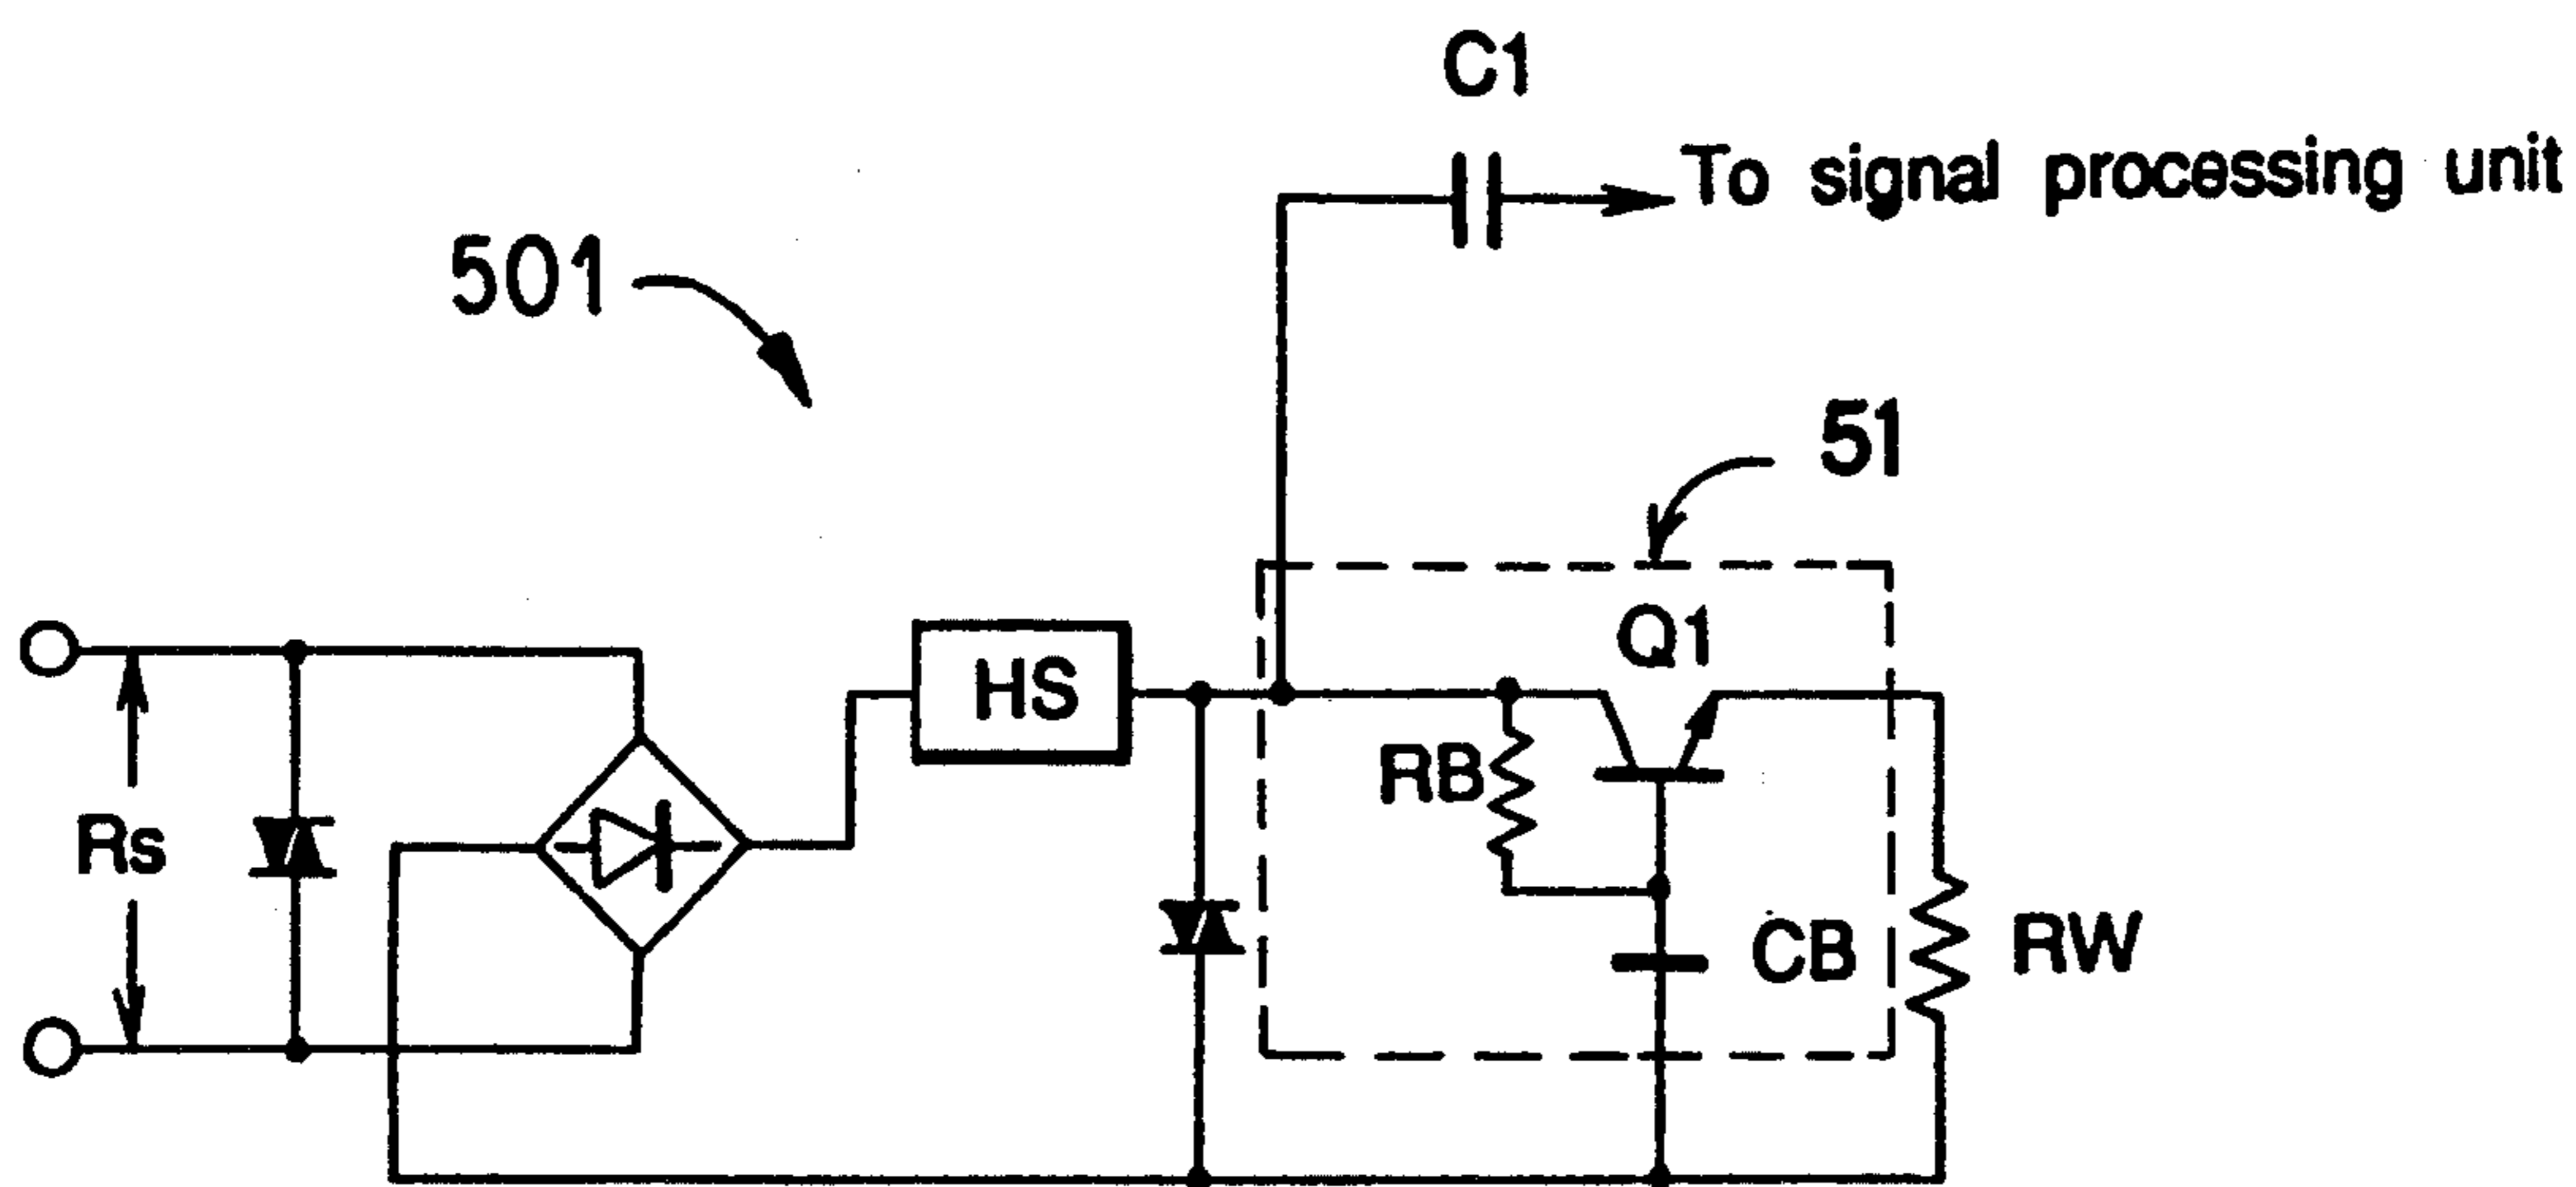 C1
To signal processing unit
501
51
Q1
HS
RB
Rs
CB
RW